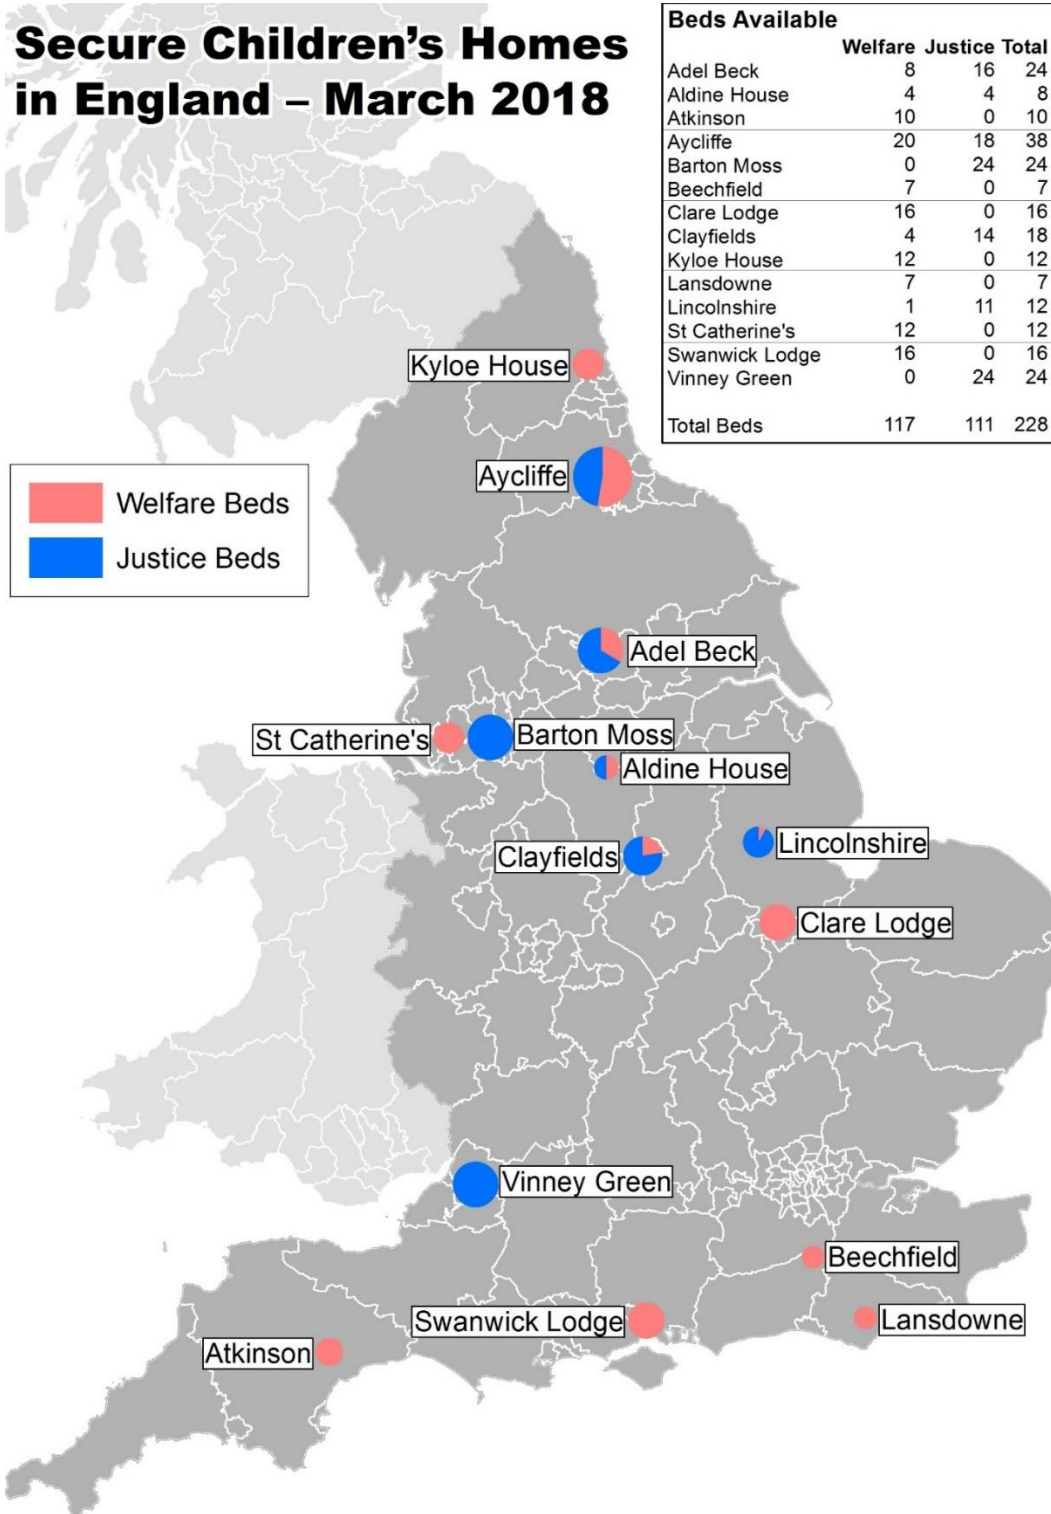 Secure Children's Homes
in England – March 2018
Beds Available
Welfare Justice Total
Adel Beck 8 16 24
Aldine House 4 4 8
Atkinson 10 0 10
Aycliffe 20 18 38
Barton Moss 0 24 24
Beechfield 7 0 7
Clare Lodge 16 0 16
Clayfields 4 14 18
Kyloe House 12 0 12
Lansdowne 7 0 7
Lincolnshire 1 11 12
St Catherine's 12 0 12
Swanwick Lodge 16 0 16
Vinney Green 0 24 24
Total Beds 117 111 228
Welfare Beds
Justice Beds
Kyloe House
Aycliffe
Adel Beck
St Catherine's
Barton Moss
Aldine House
Lincolnshire
Clayfields
Clare Lodge
Vinney Green
Beechfield
Swanwick Lodge
Lansdowne
Atkinson